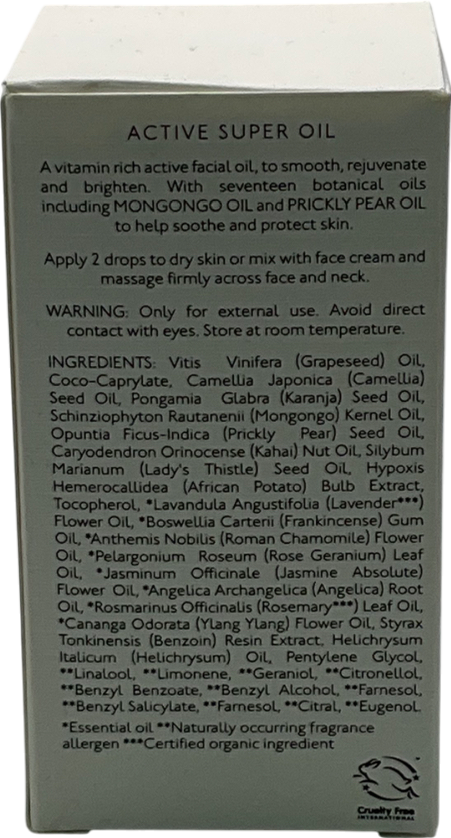 ACTIVE SUPER OIL
A vitamin rich active facial oil, to smooth, rejuvenate
and brighten. With seventeen botanical oils
including MONGONGO OIL and PRICKLY PEAR OIL
to help soothe and protect skin.
Apply 2 drops to dry skin or mix with face cream and
massage firmly across face and neck.
WARNING: Only for external use. Avoid direct
contact with eyes. Store at room temperature.
INGREDIENTS: Vitis Vinifera (Grapeseed) Oil,
Coco-Caprylate, Camellia Japonica (Camellia)
Seed Oil, Pongamia Glabra (Karanja) Seed Oil,
Schinziophyton Rautanenii (Mongongo) Kernel Oil,
Opuntia Ficus-Indica (Prickly Pear) Seed Oil,
Caryodendron Orinocense (Kahai) Nut Oil, Silybum
Marianum (Lady's Thistle) Seed Oil, Hypoxis
Hemerocallidea (African Potato) Bulb Extract,
Tocopherol, *Lavandula Angustifolia (Lavender***)
Flower Oil, *Boswellia Carterii (Frankincense) Gum
Oil, *Anthemis Nobilis (Roman Chamomile) Flower
Oil, *Pelargonium Roseum (Rose Geranium) Leaf
Oil, *Jasminum Officinale (Jasmine Absolute)
Flower Oil, *Angelica Archangelica (Angelica) Root
Oil, *Rosmarinus Officinalis (Rosemary***) Leaf Oil,
*Cananga Odorata (Ylang Ylang) Flower Oil, Styrax
Tonkinensis (Benzoin) Resin Extract, Helichrysum
Italicum (Helichrysum) Oil, Pentylene Glycol,
**Linalool, **Limonene, **Geraniol, **Citronellol,
**Benzyl Benzoate, **Benzyl Alcohol, **Farnesol,
**Benzyl Salicylate, **Farnesol, **Citral, **Eugenol.
*Essential oil **Naturally occurring fragrance
allergen ***Certified organic ingredient
Cruelty Free
INTERNATIONAL